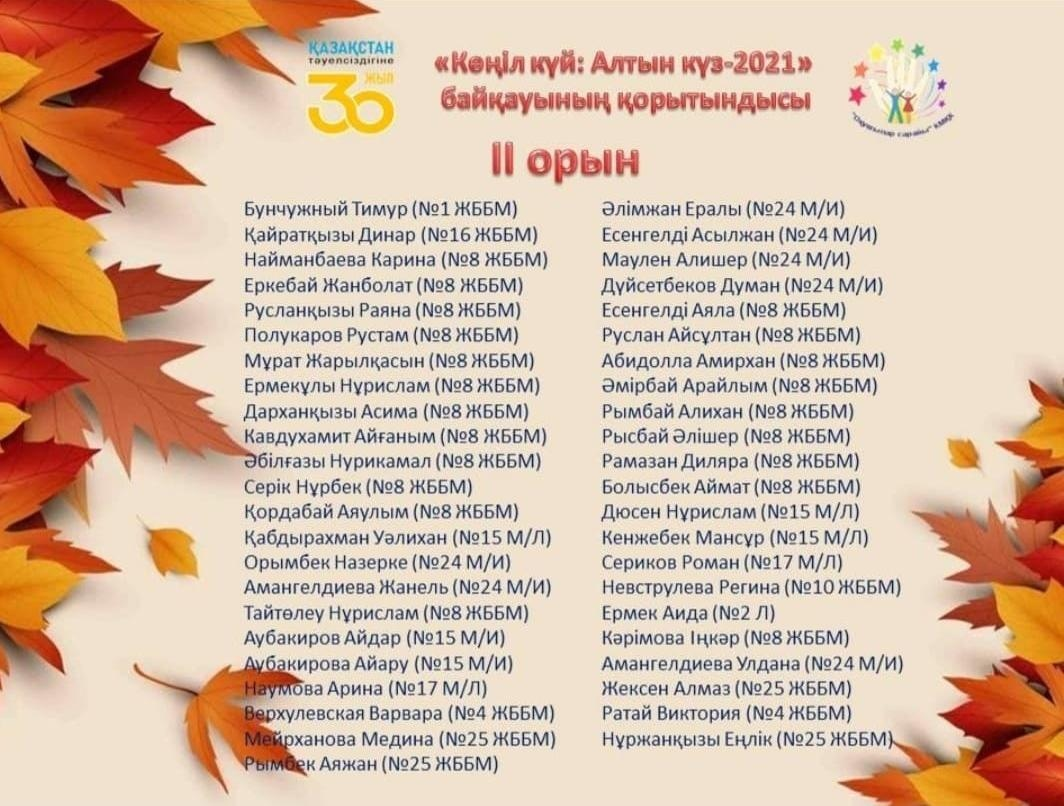 ҚАЗАҚСТАН
тәуелсіздігіне
30 ЖЫЛ
«Көңіл күй: Алтын күз-2021»
байқауының қорытындысы
"Оқушылар сарайы" КМҚК
ІІ орын
Бунчужный Тимур (№1 ЖББМ)
Қайратқызы Динар (№16 ЖББМ)
Найманбаева Карина (№8 ЖББМ)
Еркебай Жанболат (№8 ЖББМ)
Русланқызы Раяна (№8 ЖББМ)
Полукаров Рустам (№8 ЖББМ)
Мұрат Жарылқасын (№8 ЖББМ)
Ермекұлы Нұрислам (№8 ЖББМ)
Дарханқызы Асима (№8 ЖББМ)
Кавдухамит Айғаным (№8 ЖББМ)
Әбілғазы Нурикамал (№8 ЖББМ)
Серік Нұрбек (№8 ЖББМ)
Қордабай Аяулым (№8 ЖББМ)
Қабдырахман Уәлихан (№15 М/Л)
Орымбек Назерке (№24 М/И)
Амангелдиева Жанель (№24 М/И)
Тайтөлеу Нұрислам (№8 ЖББМ)
Аубакиров Айдар (№15 М/И)
Аубакирова Айару (№15 М/И)
Наумова Арина (№17 М/Л)
Верхулевская Варвара (№4 ЖББМ)
Мейрханова Медина (№25 ЖББМ)
Рымбек Аяжан (№25 ЖББМ)
Әлімжан Ералы (№24 М/И)
Есенгелді Асылжан (№24 М/И)
Маулен Алишер (№24 М/И)
Дүйсетбеков Думан (№24 М/И)
Есенгелді Аяла (№8 ЖББМ)
Руслан Айсұлтан (№8 ЖББМ)
Абидолла Амирхан (№8 ЖББМ)
Әмірбай Арайлым (№8 ЖББМ)
Рымбай Алихан (№8 ЖББМ)
Рысбай Әлішер (№8 ЖББМ)
Рамазан Диляра (№8 ЖББМ)
Болысбек Аймат (№8 ЖББМ)
Дюсен Нұрислам (№15 М/Л)
Кенжебек Мансұр (№15 М/Л)
Сериков Роман (№17 М/Л)
Невструлева Регина (№10 ЖББМ)
Ермек Аида (№2 Л)
Кәрімова Іңкәр (№8 ЖББМ)
Амангелдиева Улдана (№24 М/И)
Жексен Алмаз (№25 ЖББМ)
Ратай Виктория (№4 ЖББМ)
Нұржанқызы Еңлік (№25 ЖББМ)